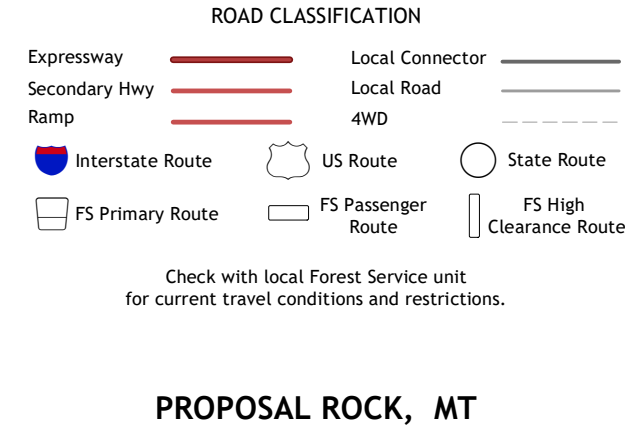 ROAD CLASSIFICATION
Expressway
Local Connector
Secondary Hwy
Local Road
Ramp
4WD
Interstate Route
US Route
State Route
FS Primary Route
FS Passenger
Route
FS High
Clearance Route
Check with local Forest Service unit
for current travel conditions and restrictions.
PROPOSAL ROCK, MT